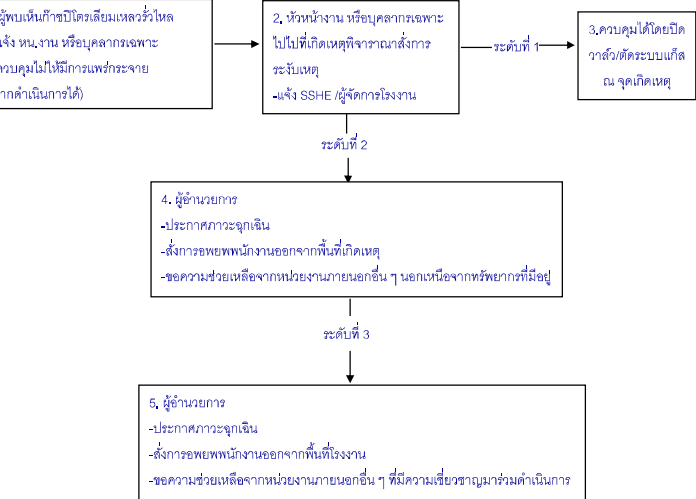 ผู้พบเห็นก๊าซปิโตรเลียมเหลวรั่วไหล
แจ้ง หน.งาน หรือบุคลากรเฉพาะ
ควบคุมไม่ให้มีการแพร่กระจาย
ากดำเนินการได้)
2. หัวหน้างาน หรือบุคลากรเฉพาะ
ไปไปที่เกิดเหตุพิจาราณาสั่งการ
ระงับเหตุ
-แจ้ง SSHE /ผู้จัดการโรงงาน
ระดับที่ 1
3.ควบคุมได้โดยปิด
วาล์ว/ตัดระบบแก็ส
ณ จุดเกิดเหตุ
ระดับที่ 2
4. ผู้อำนวยการ
-ประกาศภาวะฉุกเฉิน
-สั่งการอพยพพนักงานออกจากพื้นที่เกิดเหตุ
-ขอความช่วยเหลือจากหน่วยงานภายนอกอื่น ๆ นอกเหนือจากทรัพยากรที่มีอยู่
ระดับที่ 3
5. ผู้อำนวยการ
-ประกาศภาวะฉุกเฉิน
-สั่งการอพยพพนักงานออกจากพื้นที่โรงงาน
-ขอความช่วยเหลือจากหน่วยงานภายนอกอื่น ๆ ที่มีความเชี่ยวชาญมาร่วมดำเนินการ